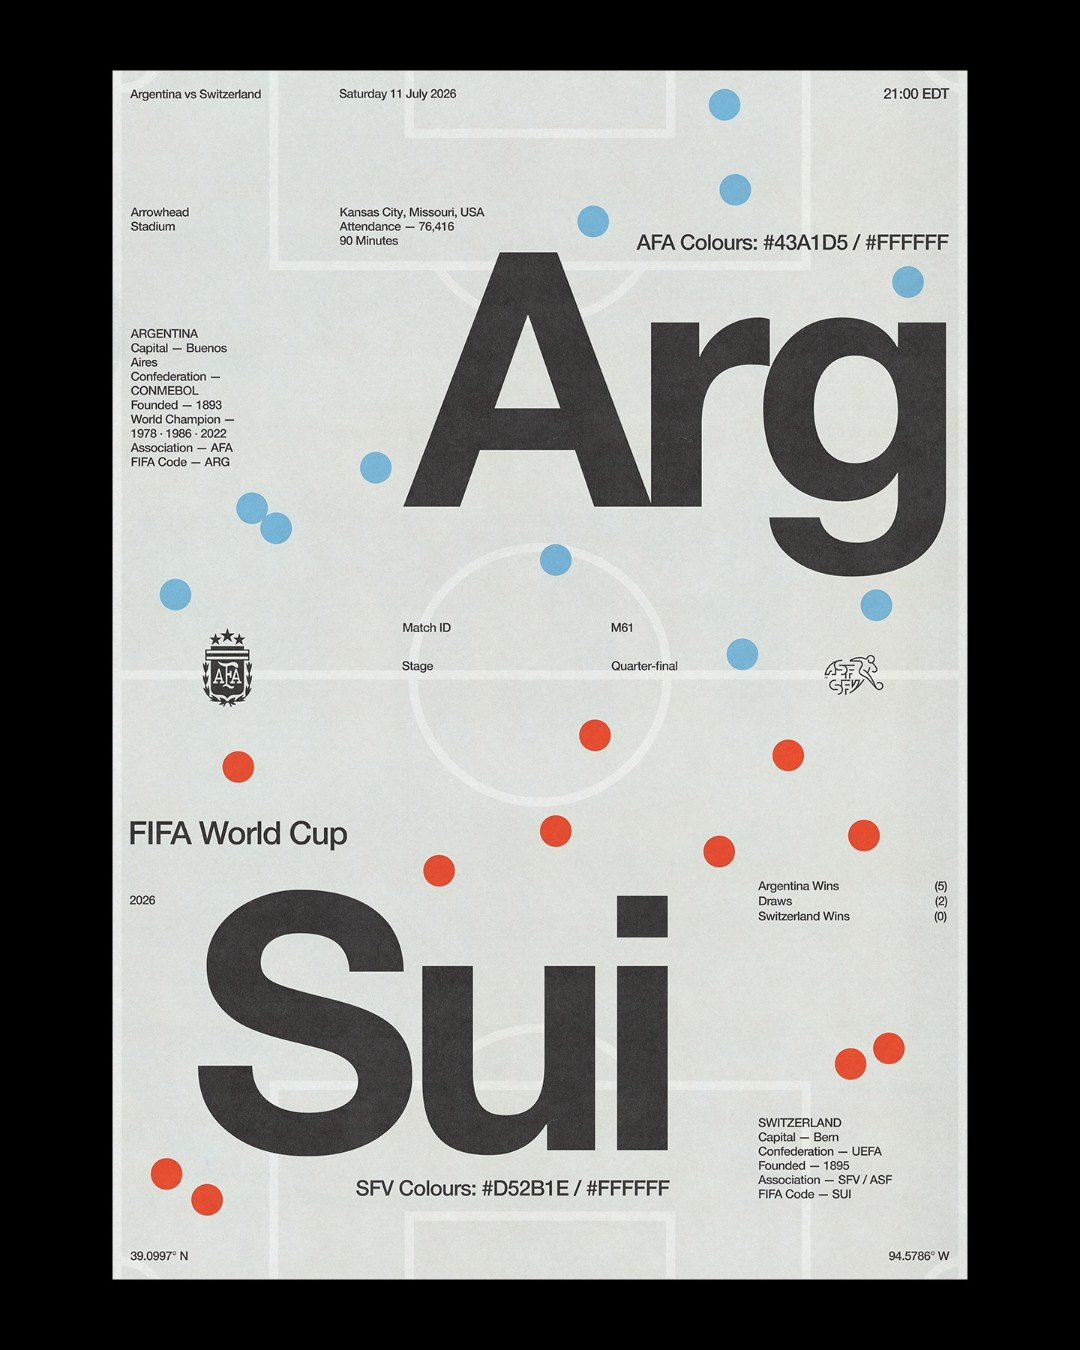 Argentina vs Switzerland
Saturday 11 July 2026
21:00 EDT
Arrowhead
Stadium
Kansas City, Missouri, USA
Attendance — 76,416
90 Minutes
AFA Colours: #43A1D5 / #FFFFFF
Arg
ARGENTINA
Capital — Buenos
Aires
Confederation —
CONMEBOL
Founded — 1893
World Champion —
1978 · 1986 · 2022
Association — AFA
FIFA Code — ARG
Match ID
M61
Stage
Quarter-final
AFA
ASF
SFV
FIFA World Cup
2026
Argentina Wins (5)
Draws (2)
Switzerland Wins (0)
Sui
SWITZERLAND
Capital — Bern
Confederation — UEFA
Founded — 1895
Association — SFV / ASF
FIFA Code — SUI
SFV Colours: #D52B1E / #FFFFFF
39.0997° N
94.5786° W